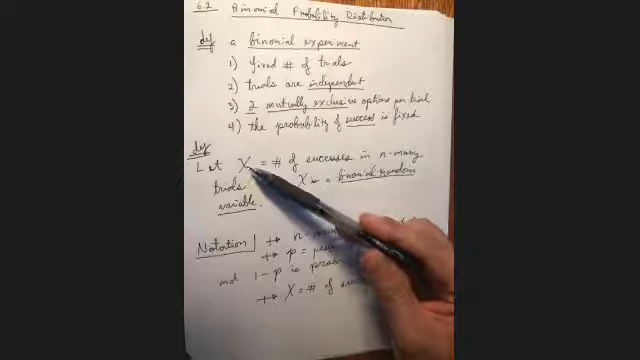 6.2 Binomial Probability Distribution
def a binomial experiment
1) fixed # of trials
2) trials are independent
3) 2 mutually exclusive options per trial
4) the probability of success is fixed
def
Let X = # of successes in n-many
trials. X is a binomial random
variable.
Notation n-
p =
and 1-p is prob
X = # of suc